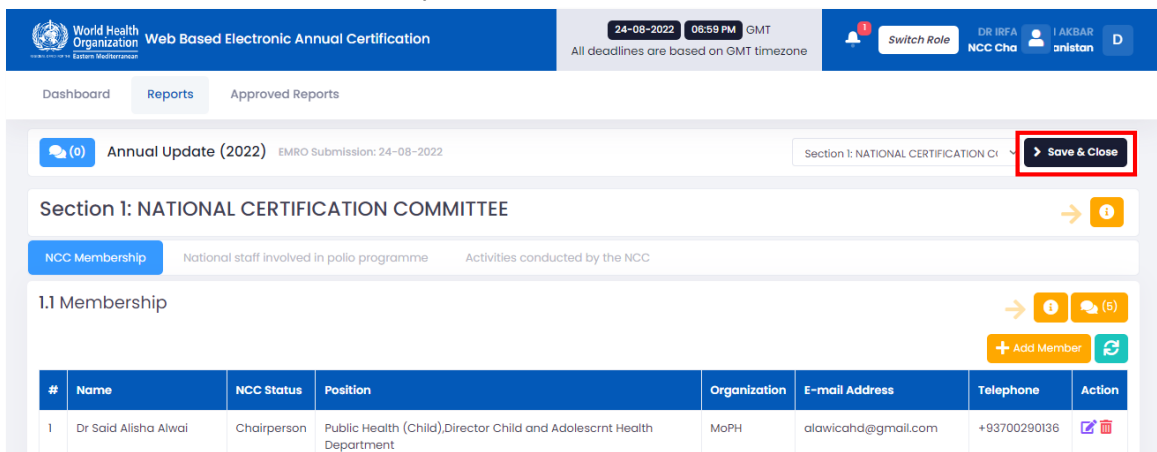 World Health
Organization
Eastern Mediterranean
Web Based Electronic Annual Certification
24-08-2022 06:59 PM GMT
All deadlines are based on GMT timezone
1
Switch Role
DR IRFA I AKBAR
NCC Cha anistan
D
Dashboard Reports Approved Reports
(0) Annual Update (2022) EMRO Submission: 24-08-2022
Section 1: NATIONAL CERTIFICATION C
Save & Close
Section 1: NATIONAL CERTIFICATION COMMITTEE
NCC Membership National staff involved in polio programme Activities conducted by the NCC
1.1 Membership
(5)
Add Member
# Name NCC Status Position Organization E-mail Address Telephone Action
1 Dr Said Alisha Alwai Chairperson Public Health (Child),Director Child and Adolescrnt Health MoPH alawicahd@gmail.com +93700290136
Department